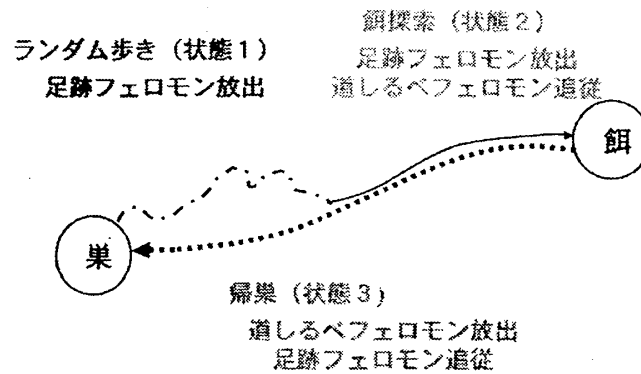 ランダム歩き（状態１）
足跡フェロモン放出
餌探索（状態２）
足跡フェロモン放出
道しるべフェロモン追従
餌
巣
帰巣（状態３）
道しるべフェロモン放出
足跡フェロモン追従